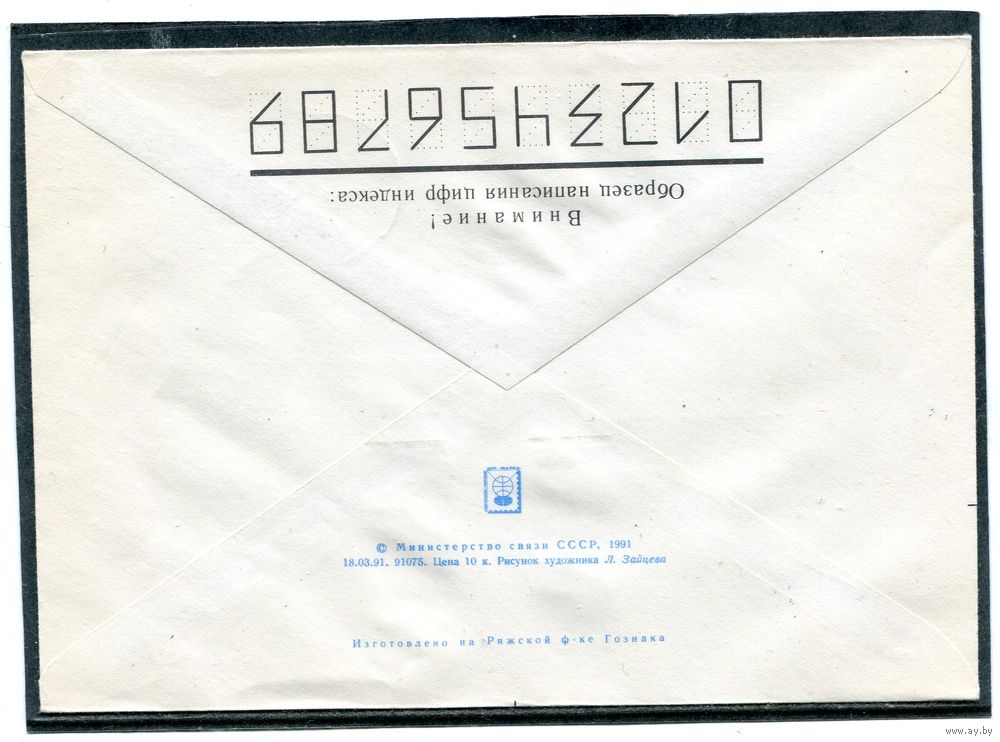 Внимание!
Образец написания цифр индекса:
0123456789
© Министерство связи СССР, 1991
18.03.91. 91075. Цена 10 к. Рисунок художника Л. Зайцева
Изготовлено на Ряжской ф-ке Гознака
www.ay.by